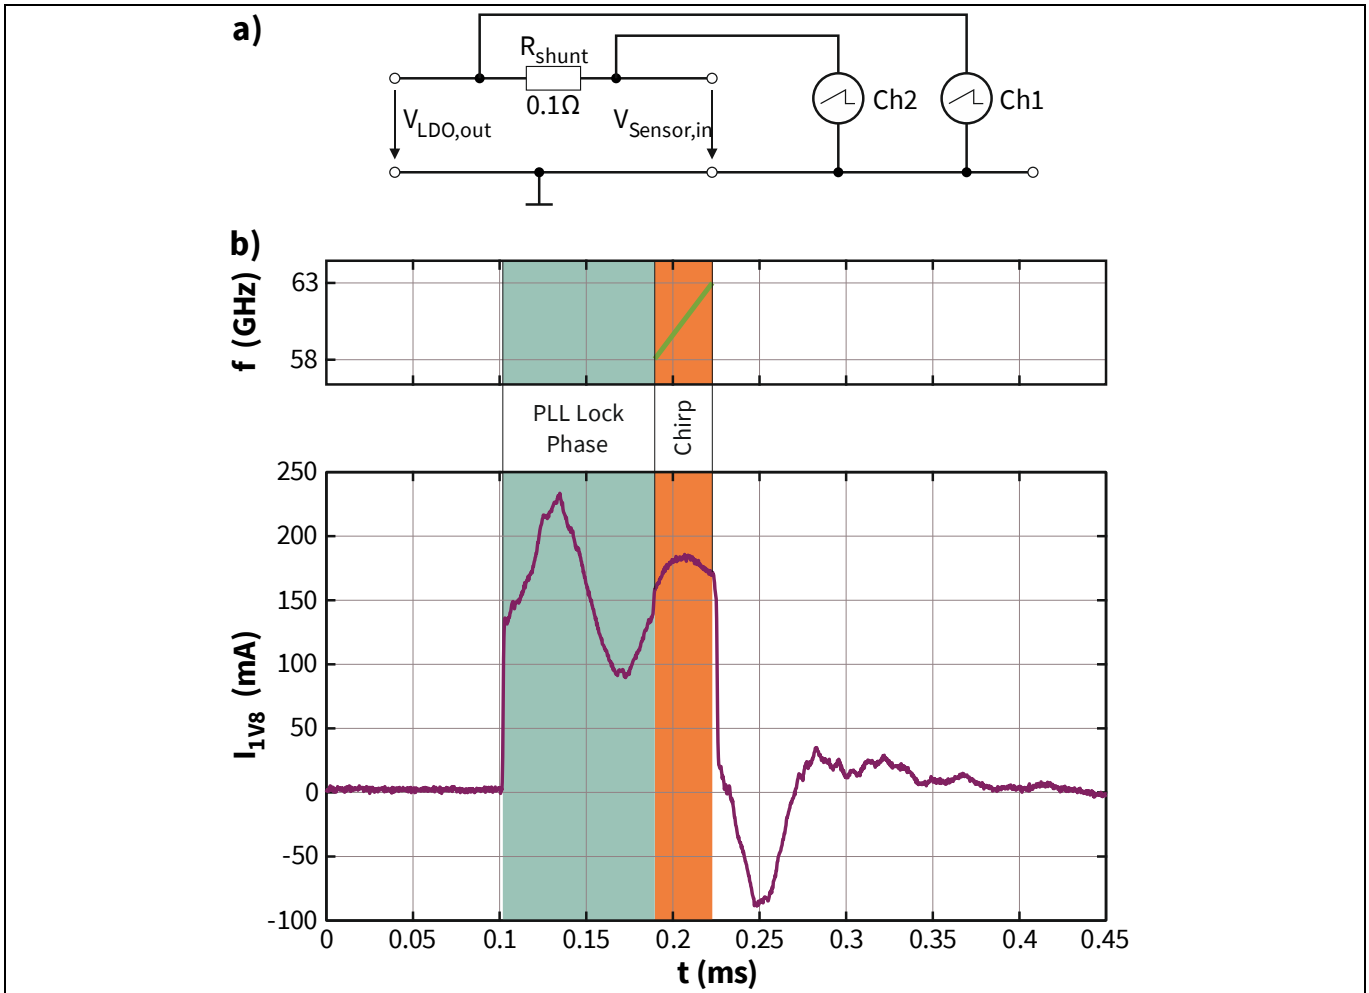 a)
R_shunt
0.1Ω
V_LDO,out
V_Sensor,in
Ch2
Ch1
b)
f (GHz)
63
58
PLL Lock
Phase
Chirp
I_1V8 (mA)
250
200
150
100
50
0
-50
-100
0 0.05 0.1 0.15 0.2 0.25 0.3 0.35 0.4 0.45
t (ms)